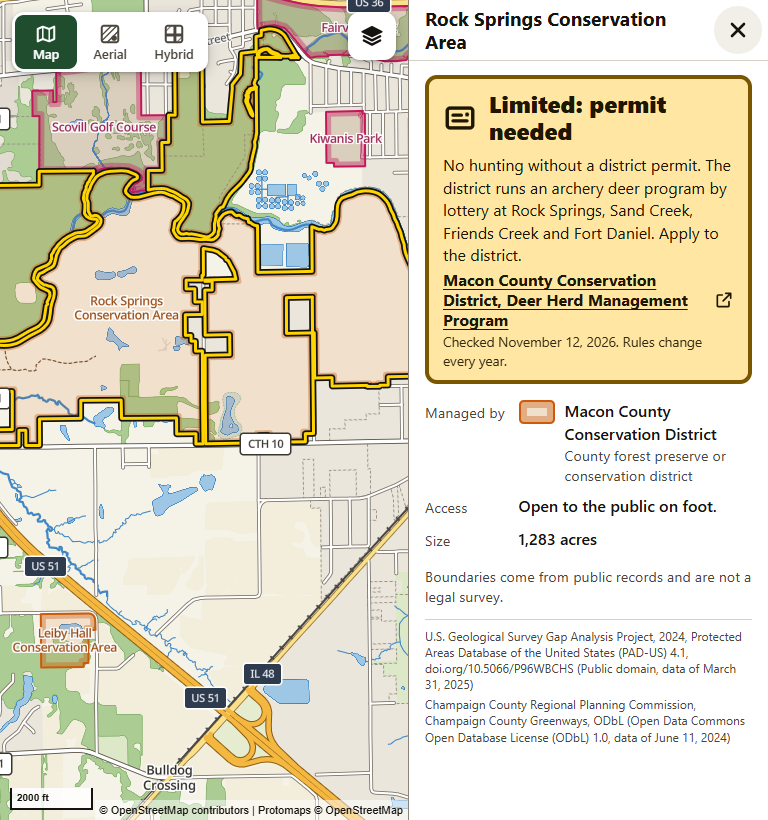 US 36
Fairv
Map
Aerial
Hybrid
street
Scovill Golf Course
Kiwanis Park
Rock Springs
Conservation Area
CTH 10
US 51
Leiby Hall
Conservation Area
IL 48
US 51
Bulldog
Crossing
2000 ft
© OpenStreetMap contributors | Protomaps © OpenStreetMap
Rock Springs Conservation
Area
Limited: permit
needed
No hunting without a district permit. The
district runs an archery deer program by
lottery at Rock Springs, Sand Creek,
Friends Creek and Fort Daniel. Apply to
the district.
Macon County Conservation
District, Deer Herd Management
Program
Checked November 12, 2026. Rules change
every year.
Managed by
Macon County
Conservation District
County forest preserve or
conservation district
Access
Open to the public on foot.
Size
1,283 acres
Boundaries come from public records and are not a
legal survey.
U.S. Geological Survey Gap Analysis Project, 2024, Protected
Areas Database of the United States (PAD-US) 4.1,
doi.org/10.5066/P96WBCHS (Public domain, data of March
31, 2025)
Champaign County Regional Planning Commission,
Champaign County Greenways, ODbL (Open Data Commons
Open Database License (ODbL) 1.0, data of June 11, 2024)